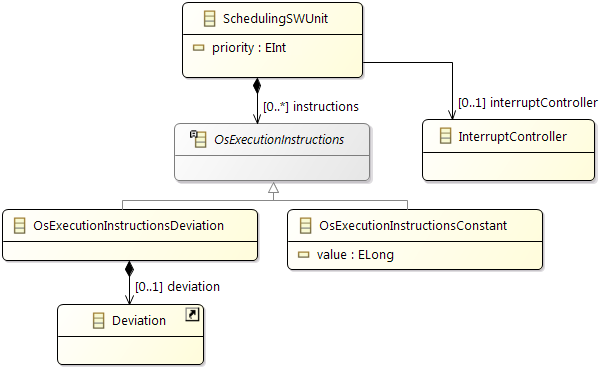 SchedulingSWUnit
priority : EInt
[0..*] instructions
[0..1] interruptController
OsExecutionInstructions
InterruptController
OsExecutionInstructionsDeviation
OsExecutionInstructionsConstant
value : ELong
[0..1] deviation
Deviation